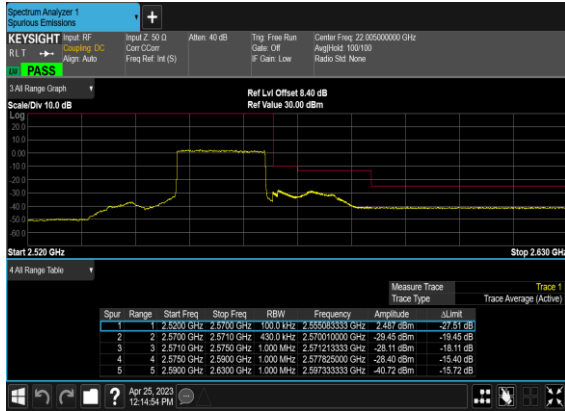 Spectrum Analyzer 1
Spurious Emissions
KEYSIGHT Input: RF Input Z: 50 Ω Atten: 40 dB Trig: Free Run Center Freq: 22.005000000 GHz
RLT Coupling: DC Corr CCorr Gate: Off Avg|Hold: 100/100
Align: Auto Freq Ref: Int (S) IF Gain: Low Radio Std: None
PASS
3 All Range Graph
Ref Lvl Offset 8.40 dB
Scale/Div 10.0 dB Ref Value 30.00 dBm
Log
20.0
10.0
0.00
-10.0
-20.0
-30.0
-40.0
-50.0
-60.0
Start 2.520 GHz Stop 2.630 GHz
4 All Range Table
Measure Trace Trace 1
Trace Type Trace Average (Active)
Spur Range Start Freq Stop Freq RBW Frequency Amplitude ΔLimit
1 1 2.5200 GHz 2.5700 GHz 100.0 kHz 2.555083333 GHz 2.487 dBm -27.51 dB
2 2 2.5700 GHz 2.5710 GHz 430.0 kHz 2.570010000 GHz -29.45 dBm -19.45 dB
3 3 2.5710 GHz 2.5750 GHz 1.000 MHz 2.571213333 GHz -28.11 dBm -18.11 dB
4 4 2.5750 GHz 2.5900 GHz 1.000 MHz 2.577825000 GHz -28.40 dBm -15.40 dB
5 5 2.5900 GHz 2.6300 GHz 1.000 MHz 2.597333333 GHz -40.72 dBm -15.72 dB
Apr 25, 2023
12:14:54 PM